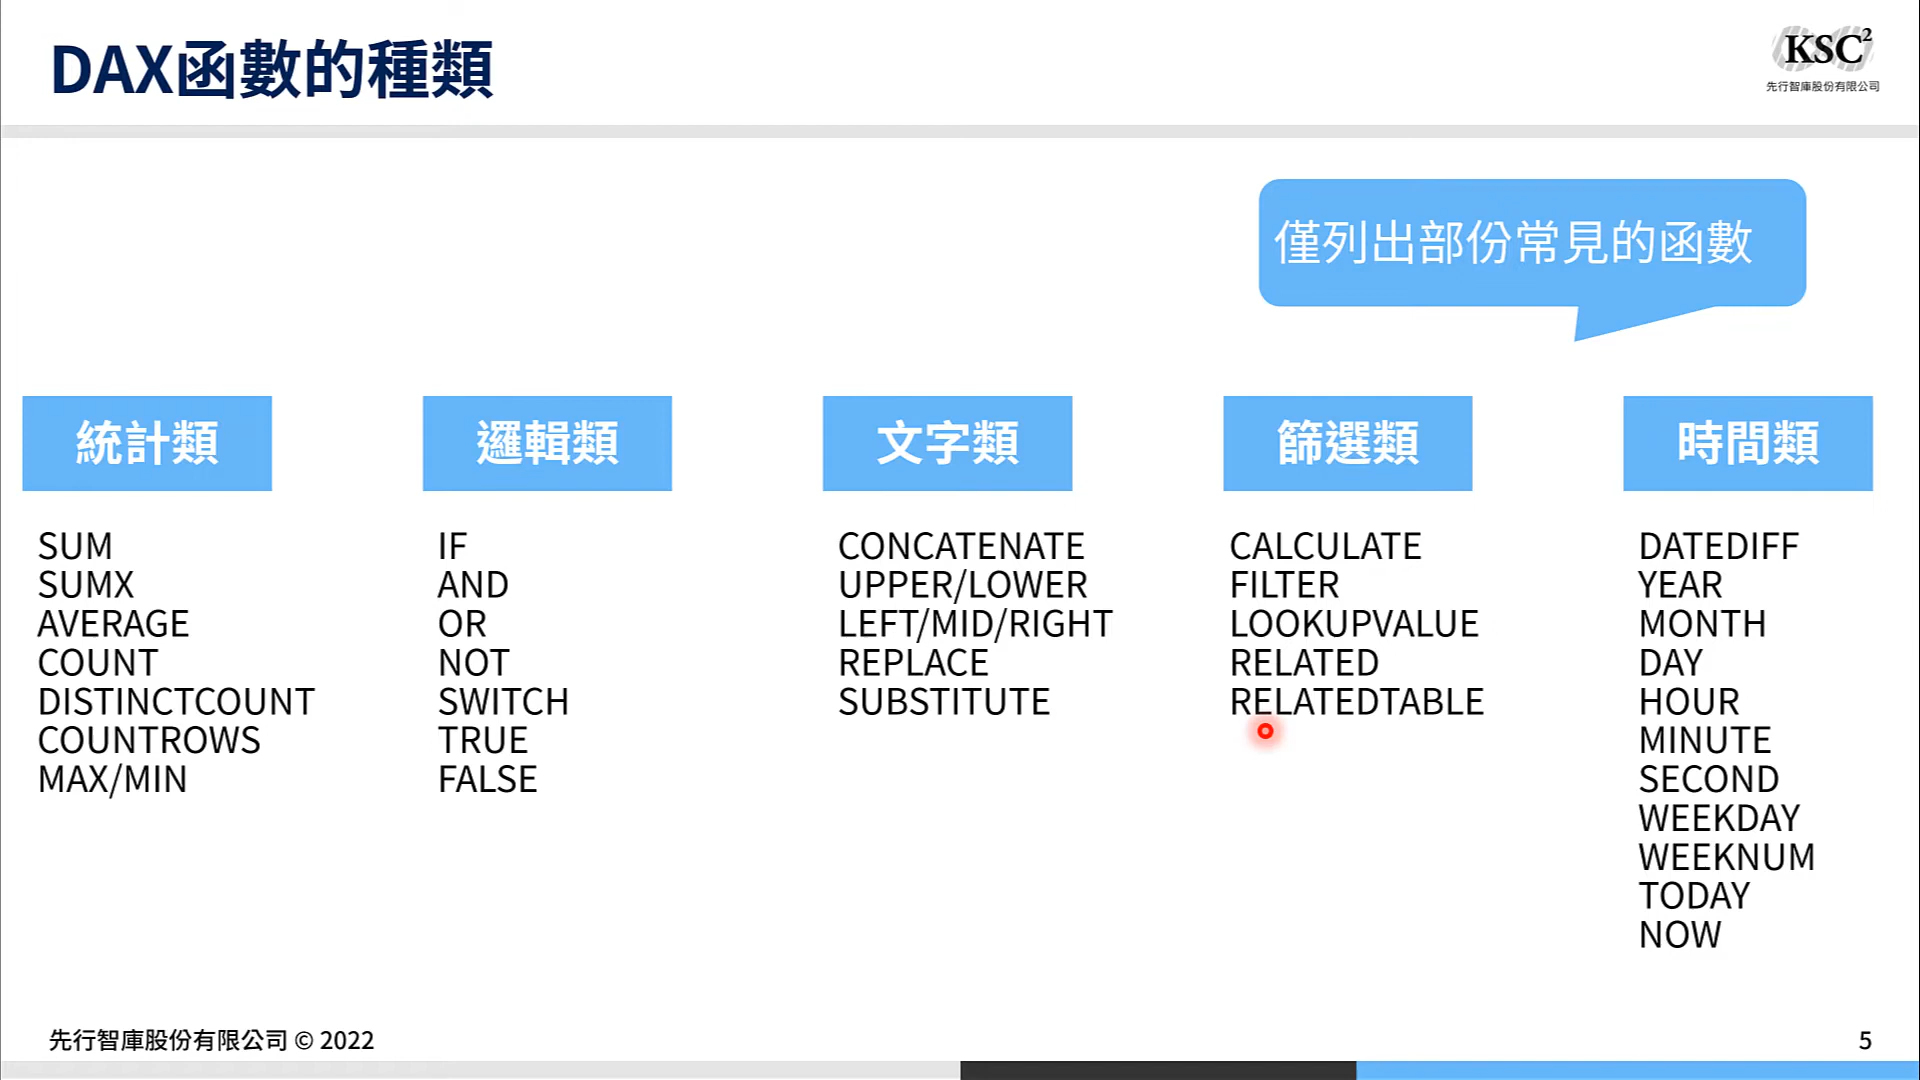 DAX函數的種類
KSC²
先行智庫股份有限公司
僅列出部份常見的函數
統計類
SUM
SUMX
AVERAGE
COUNT
DISTINCTCOUNT
COUNTROWS
MAX/MIN
邏輯類
IF
AND
OR
NOT
SWITCH
TRUE
FALSE
文字類
CONCATENATE
UPPER/LOWER
LEFT/MID/RIGHT
REPLACE
SUBSTITUTE
篩選類
CALCULATE
FILTER
LOOKUPVALUE
RELATED
RELATEDTABLE
時間類
DATEDIFF
YEAR
MONTH
DAY
HOUR
MINUTE
SECOND
WEEKDAY
WEEKNUM
TODAY
NOW
先行智庫股份有限公司 © 2022
5